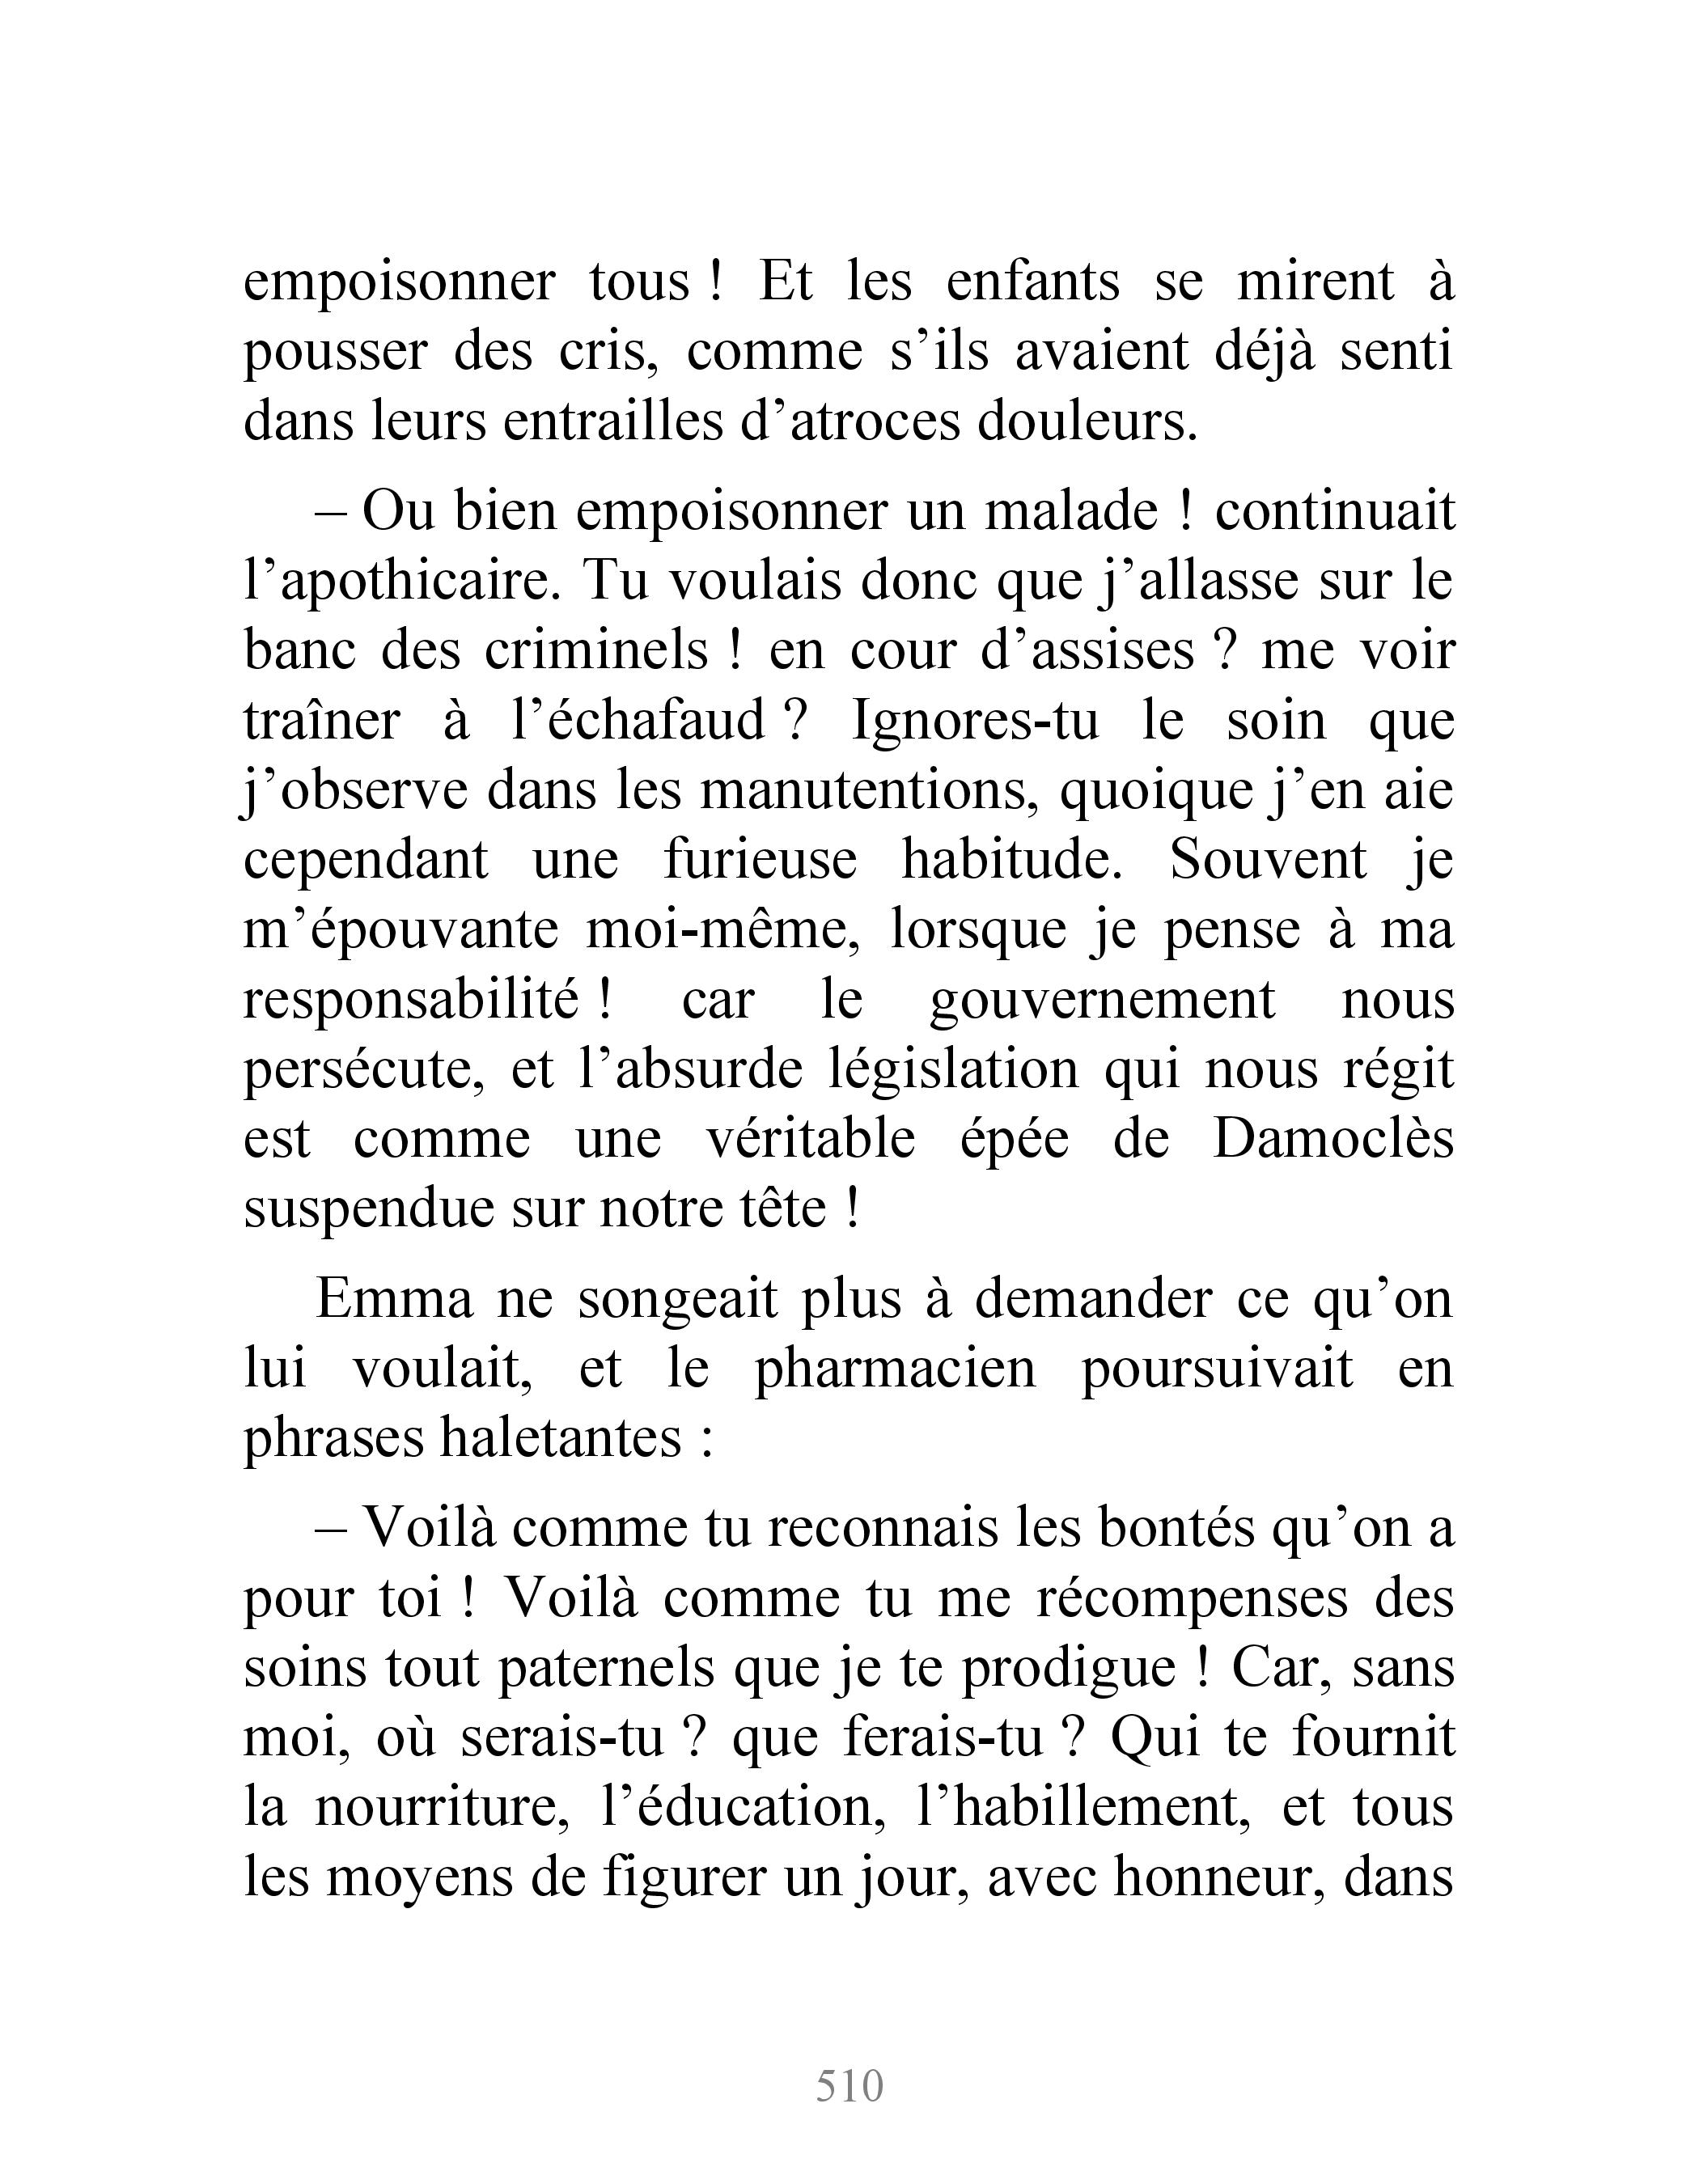 empoisonner tous ! Et les enfants se mirent à
pousser des cris, comme s’ils avaient déjà senti
dans leurs entrailles d’atroces douleurs.
– Ou bien empoisonner un malade ! continuait
l’apothicaire. Tu voulais donc que j’allasse sur le
banc des criminels ! en cour d’assises ? me voir
traîner à l’échafaud ? Ignores-tu le soin que
j’observe dans les manutentions, quoique j’en aie
cependant une furieuse habitude. Souvent je
m’épouvante moi-même, lorsque je pense à ma
responsabilité ! car le gouvernement nous
persécute, et l’absurde législation qui nous régit
est comme une véritable épée de Damoclès
suspendue sur notre tête !
Emma ne songeait plus à demander ce qu’on
lui voulait, et le pharmacien poursuivait en
phrases haletantes :
– Voilà comme tu reconnais les bontés qu’on a
pour toi ! Voilà comme tu me récompenses des
soins tout paternels que je te prodigue ! Car, sans
moi, où serais-tu ? que ferais-tu ? Qui te fournit
la nourriture, l’éducation, l’habillement, et tous
les moyens de figurer un jour, avec honneur, dans
510